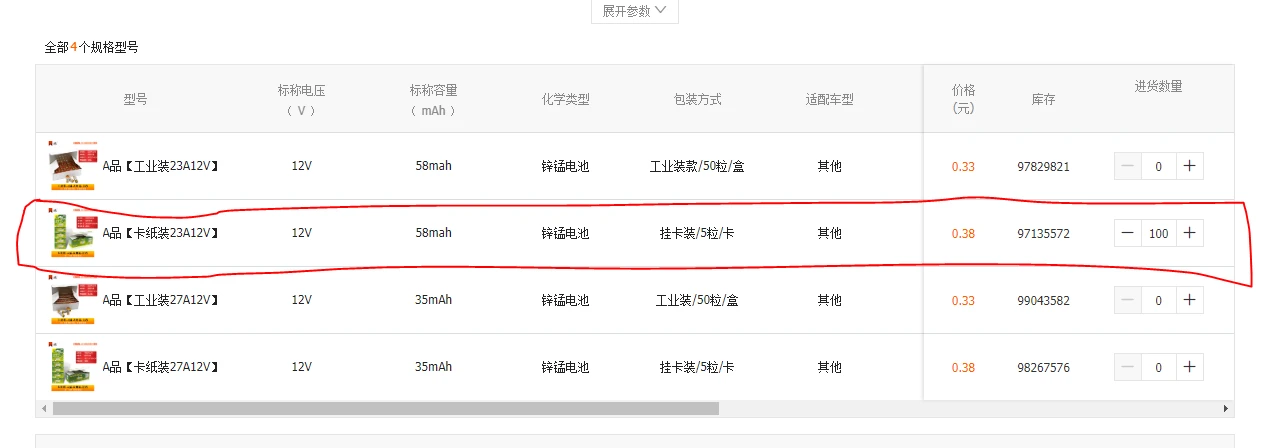 展开参数
全部4个规格型号
型号 标称电压 标称容量 化学类型 包装方式 适配车型 价格 库存 进货数量
（ V ） （ mAh ） （元）
A品【工业装23A12V】 12V 58mah 锌锰电池 工业装款/50粒/盒 其他 0.33 97829821 0
A品【卡纸装23A12V】 12V 58mah 锌锰电池 挂卡装/5粒/卡 其他 0.38 97135572 100
A品【工业装27A12V】 12V 35mAh 锌锰电池 工业装/50粒/盒 其他 0.33 99043582 0
A品【卡纸装27A12V】 12V 35mAh 锌锰电池 挂卡装/5粒/卡 其他 0.38 98267576 0